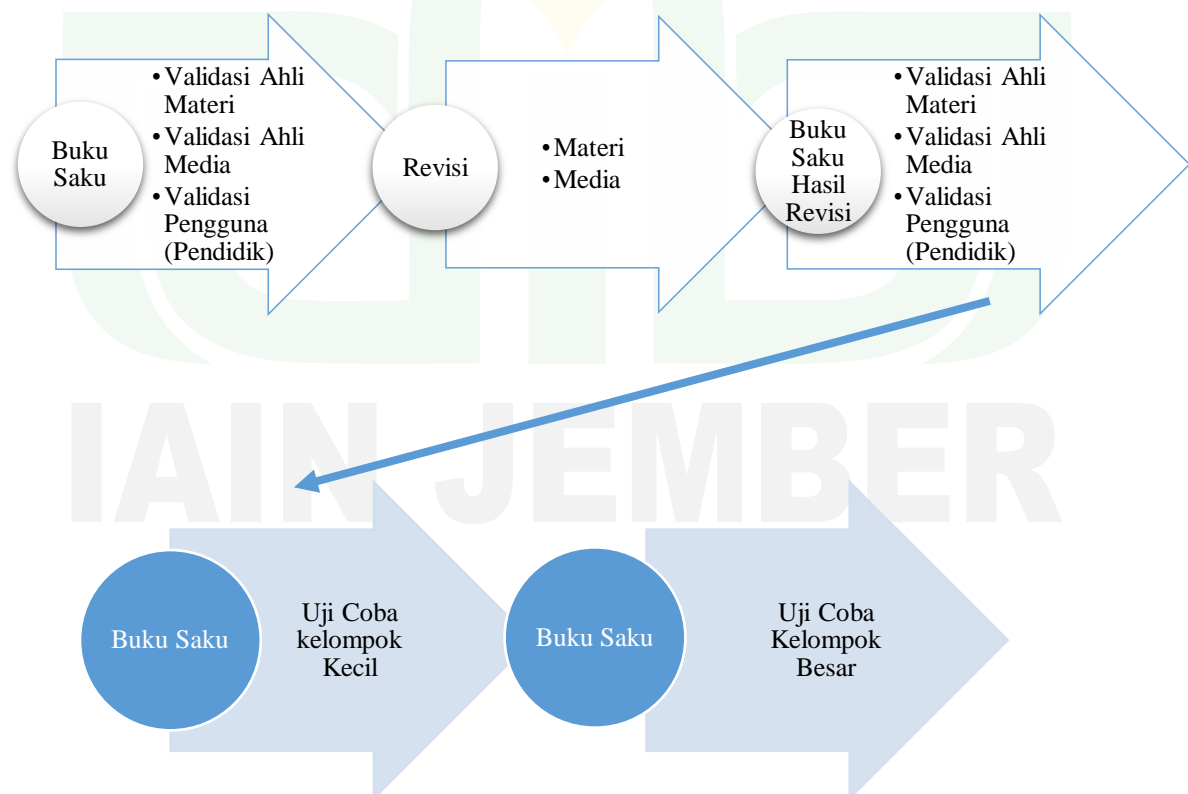 Buku
Saku
•Validasi Ahli
Materi
•Validasi Ahli
Media
•Validasi
Pengguna
(Pendidik)
Revisi
•Materi
•Media
Buku
Saku
Hasil
Revisi
•Validasi Ahli
Materi
•Validasi Ahli
Media
•Validasi
Pengguna
(Pendidik)
IAIN JEMBER
Buku Saku
Uji Coba
kelompok
Kecil
Buku Saku
Uji Coba
Kelompok
Besar